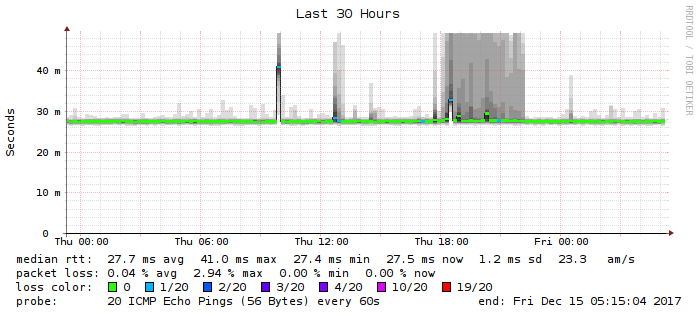 Last 30 Hours
RRDTOOL / TOBI OETIKER
Seconds
40 m
30 m
20 m
10 m
0
Thu 00:00 Thu 06:00 Thu 12:00 Thu 18:00 Fri 00:00
median rtt: 27.7 ms avg 41.0 ms max 27.4 ms min 27.5 ms now 1.2 ms sd 23.3 am/s
packet loss: 0.04 % avg 2.94 % max 0.00 % min 0.00 % now
loss color: 0 1/20 2/20 3/20 4/20 10/20 19/20
probe: 20 ICMP Echo Pings (56 Bytes) every 60s end: Fri Dec 15 05:15:04 2017